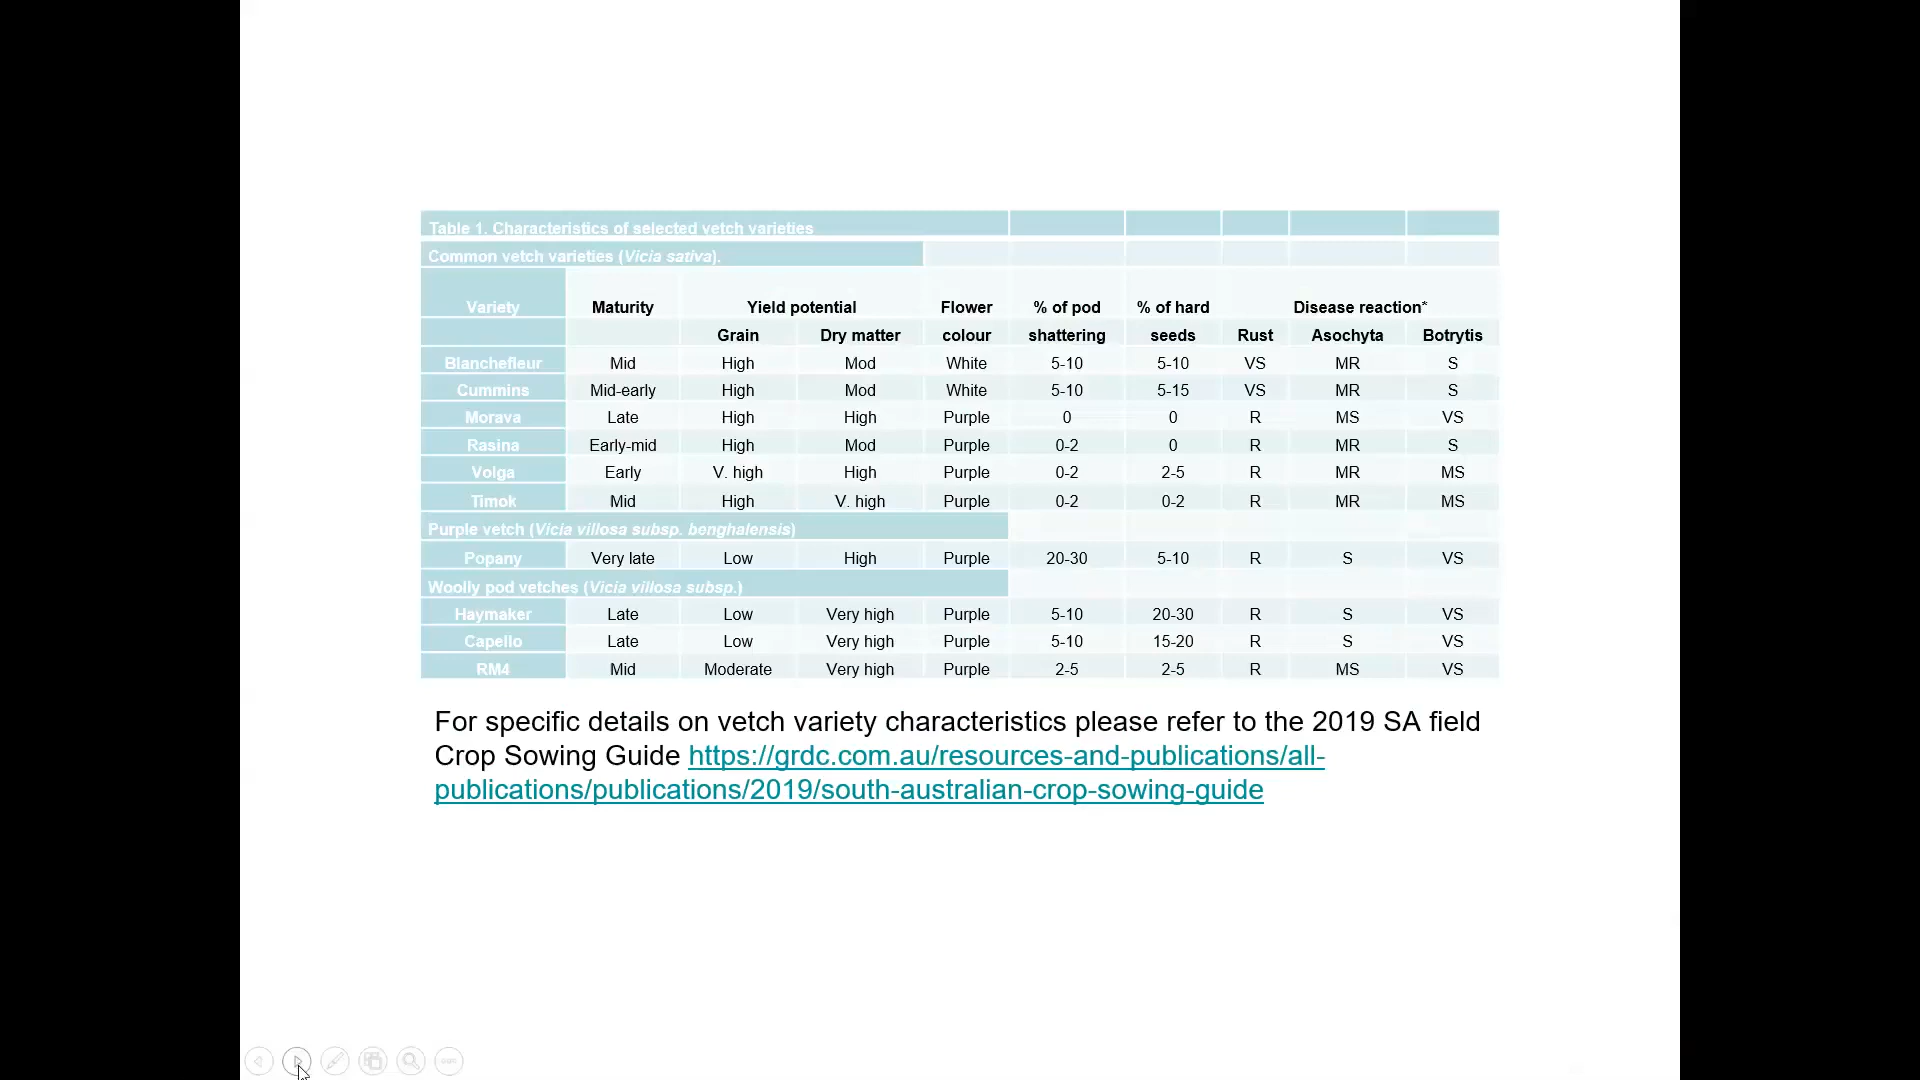 Table 1. Characteristics of selected vetch varieties
Common vetch varieties (Vicia sativa).
Variety Maturity Yield potential Flower % of pod % of hard Disease reaction*
Grain Dry matter colour shattering seeds Rust Asochyta Botrytis
Blanchefleur Mid High Mod White 5-10 5-10 VS MR S
Cummins Mid-early High Mod White 5-10 5-15 VS MR S
Morava Late High High Purple 0 0 R MS VS
Rasina Early-mid High Mod Purple 0-2 0 R MR S
Volga Early V. high High Purple 0-2 2-5 R MR MS
Timok Mid High V. high Purple 0-2 0-2 R MR MS
Purple vetch (Vicia villosa subsp. benghalensis)
Popany Very late Low High Purple 20-30 5-10 R S VS
Woolly pod vetches (Vicia villosa subsp.)
Haymaker Late Low Very high Purple 5-10 20-30 R S VS
Capello Late Low Very high Purple 5-10 15-20 R S VS
RM4 Mid Moderate Very high Purple 2-5 2-5 R MS VS
For specific details on vetch variety characteristics please refer to the 2019 SA field
Crop Sowing Guide https://grdc.com.au/resources-and-publications/all-
publications/publications/2019/south-australian-crop-sowing-guide